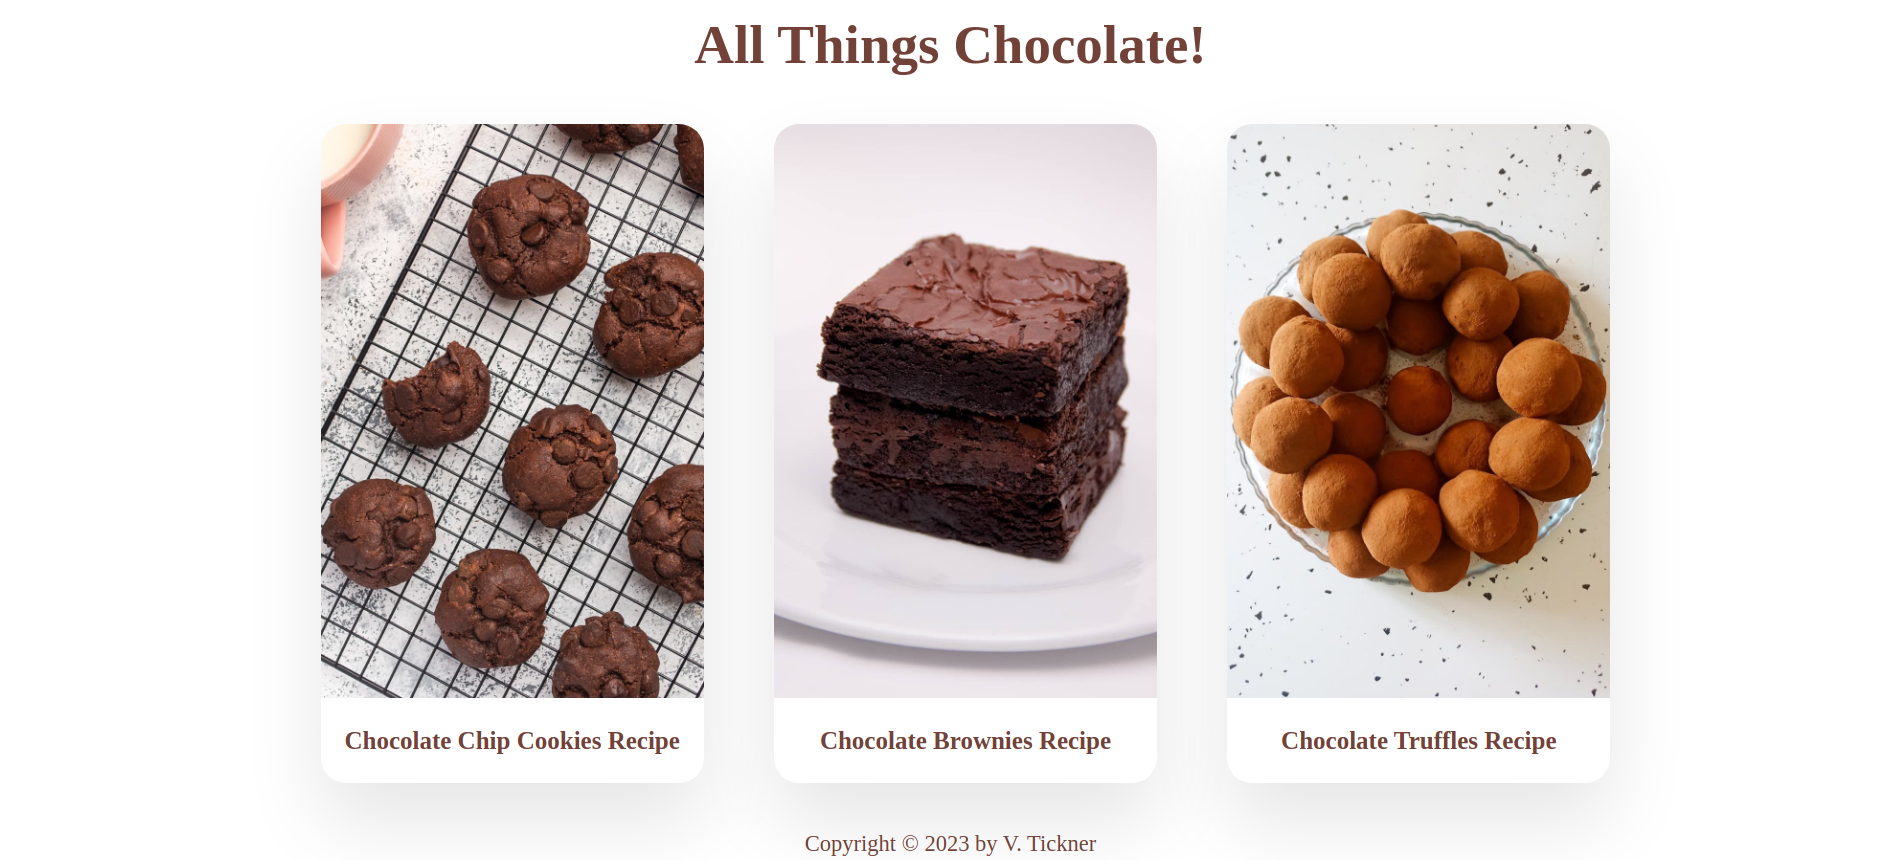 All Things Chocolate!
Chocolate Chip Cookies Recipe
Chocolate Brownies Recipe
Chocolate Truffles Recipe
Copyright © 2023 by V. Tickner